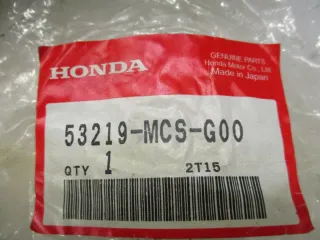 HONDA
GENUINE PARTS
Honda Motor Co., Ltd.
Made in Japan
53219-MCS-G00
QTY 1 2T15